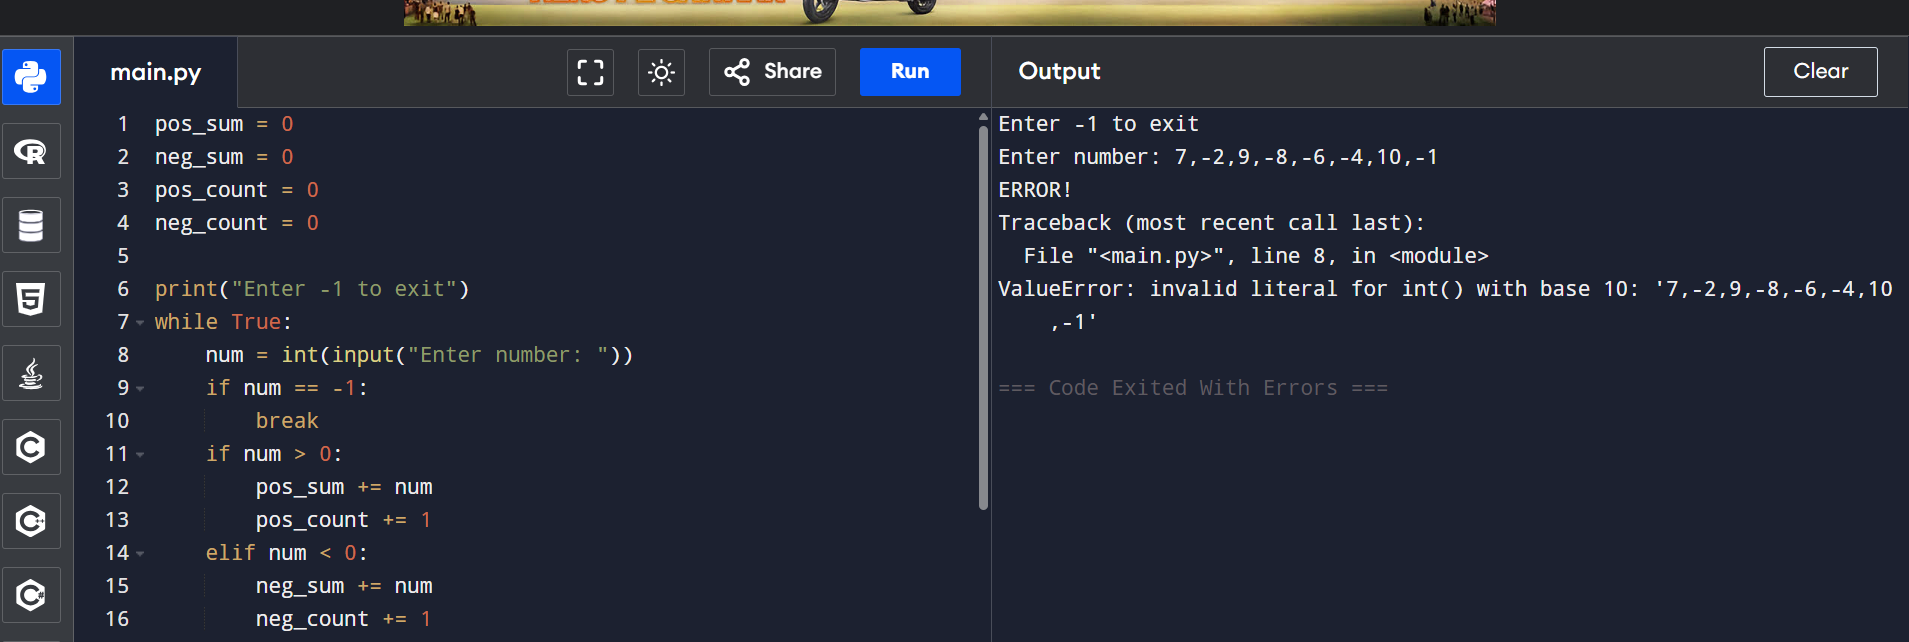 main.py
Share
Run
Output
Clear
1 pos_sum = 0
2 neg_sum = 0
3 pos_count = 0
4 neg_count = 0
5
6 print("Enter -1 to exit")
7 while True:
8     num = int(input("Enter number: "))
9     if num == -1:
10         break
11     if num > 0:
12         pos_sum += num
13         pos_count += 1
14     elif num < 0:
15         neg_sum += num
16         neg_count += 1
Enter -1 to exit
Enter number: 7,-2,9,-8,-6,-4,10,-1
ERROR!
Traceback (most recent call last):
  File "<main.py>", line 8, in <module>
ValueError: invalid literal for int() with base 10: '7,-2,9,-8,-6,-4,10
    ,-1'
=== Code Exited With Errors ===